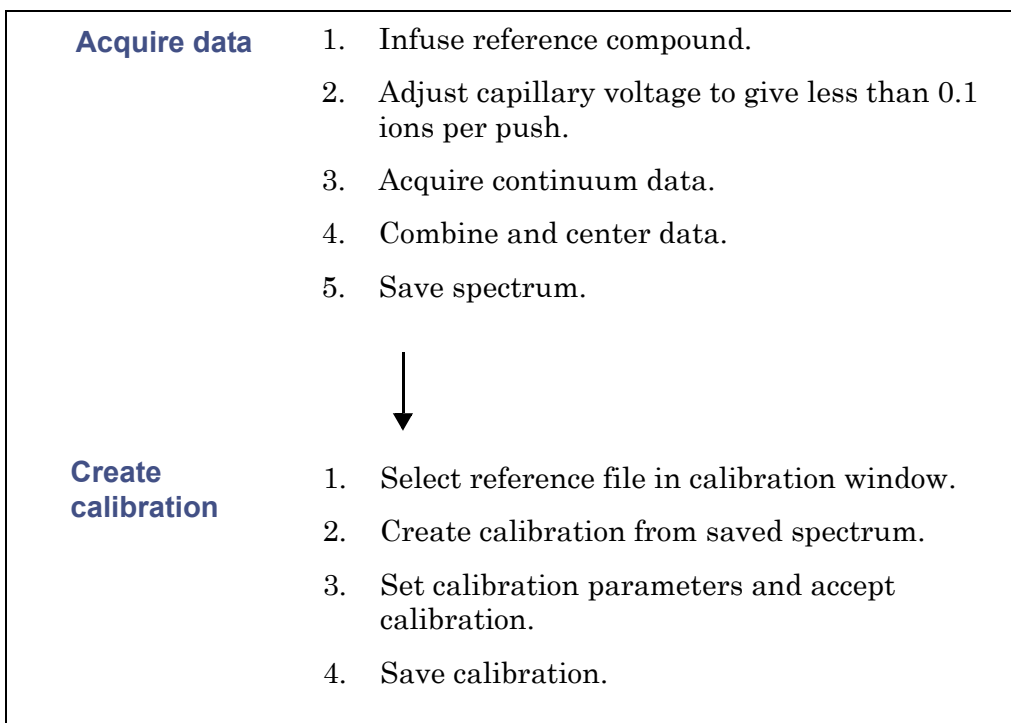 Acquire data
1. Infuse reference compound.
2. Adjust capillary voltage to give less than 0.1
ions per push.
3. Acquire continuum data.
4. Combine and center data.
5. Save spectrum.
Create
calibration
1. Select reference file in calibration window.
2. Create calibration from saved spectrum.
3. Set calibration parameters and accept
calibration.
4. Save calibration.